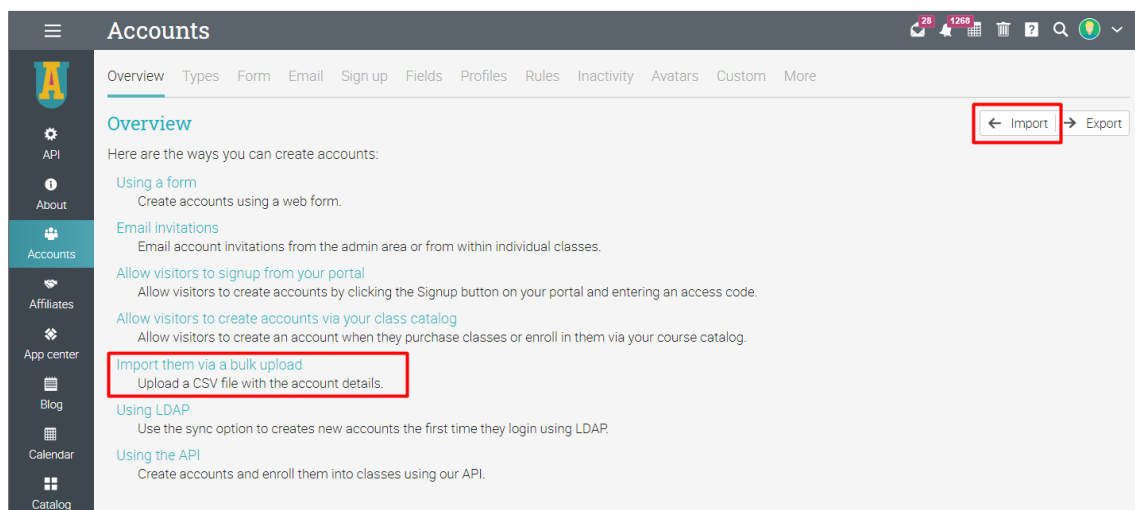 Accounts
28
1268
?
Overview Types Form Email Sign up Fields Profiles Rules Inactivity Avatars Custom More
Overview
Import
Export
Here are the ways you can create accounts:
Using a form
Create accounts using a web form.
Email invitations
Email account invitations from the admin area or from within individual classes.
Allow visitors to signup from your portal
Allow visitors to create accounts by clicking the Signup button on your portal and entering an access code.
Allow visitors to create accounts via your class catalog
Allow visitors to create an account when they purchase classes or enroll in them via your course catalog.
Import them via a bulk upload
Upload a CSV file with the account details.
Using LDAP
Use the sync option to creates new accounts the first time they login using LDAP.
Using the API
Create accounts and enroll them into classes using our API.
API
About
Accounts
Affiliates
App center
Blog
Calendar
Catalog